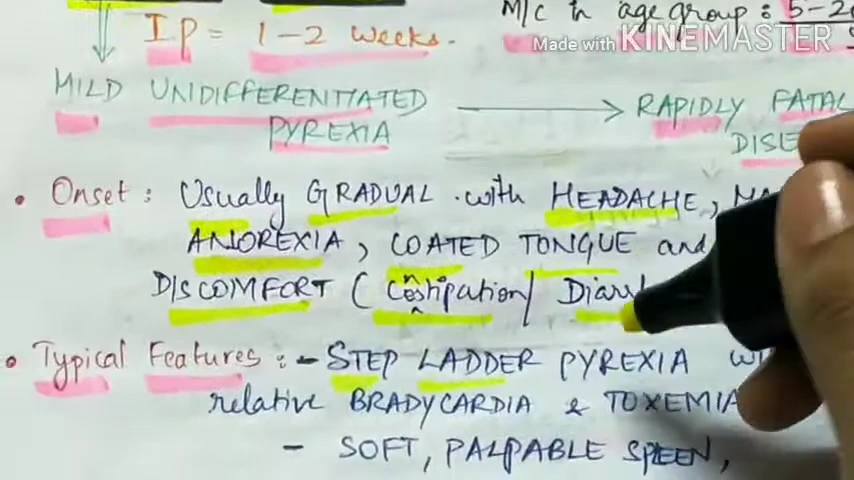 M/C in age group: 5-2
IP = 1-2 weeks.
Made with KINEMASTER
MILD UNDIFFERENTIATED PYREXIA
RAPIDLY FATAL
• Onset: Usually GRADUAL with HEADACHE,
ANOREXIA, COATED TONGUE and
DISCOMFORT (Constipation/
• Typical Features: - STEP LADDER PYREXIA
relative BRADYCARDIA & TOXEMIA
- SOFT, PALPABLE SPLEEN,